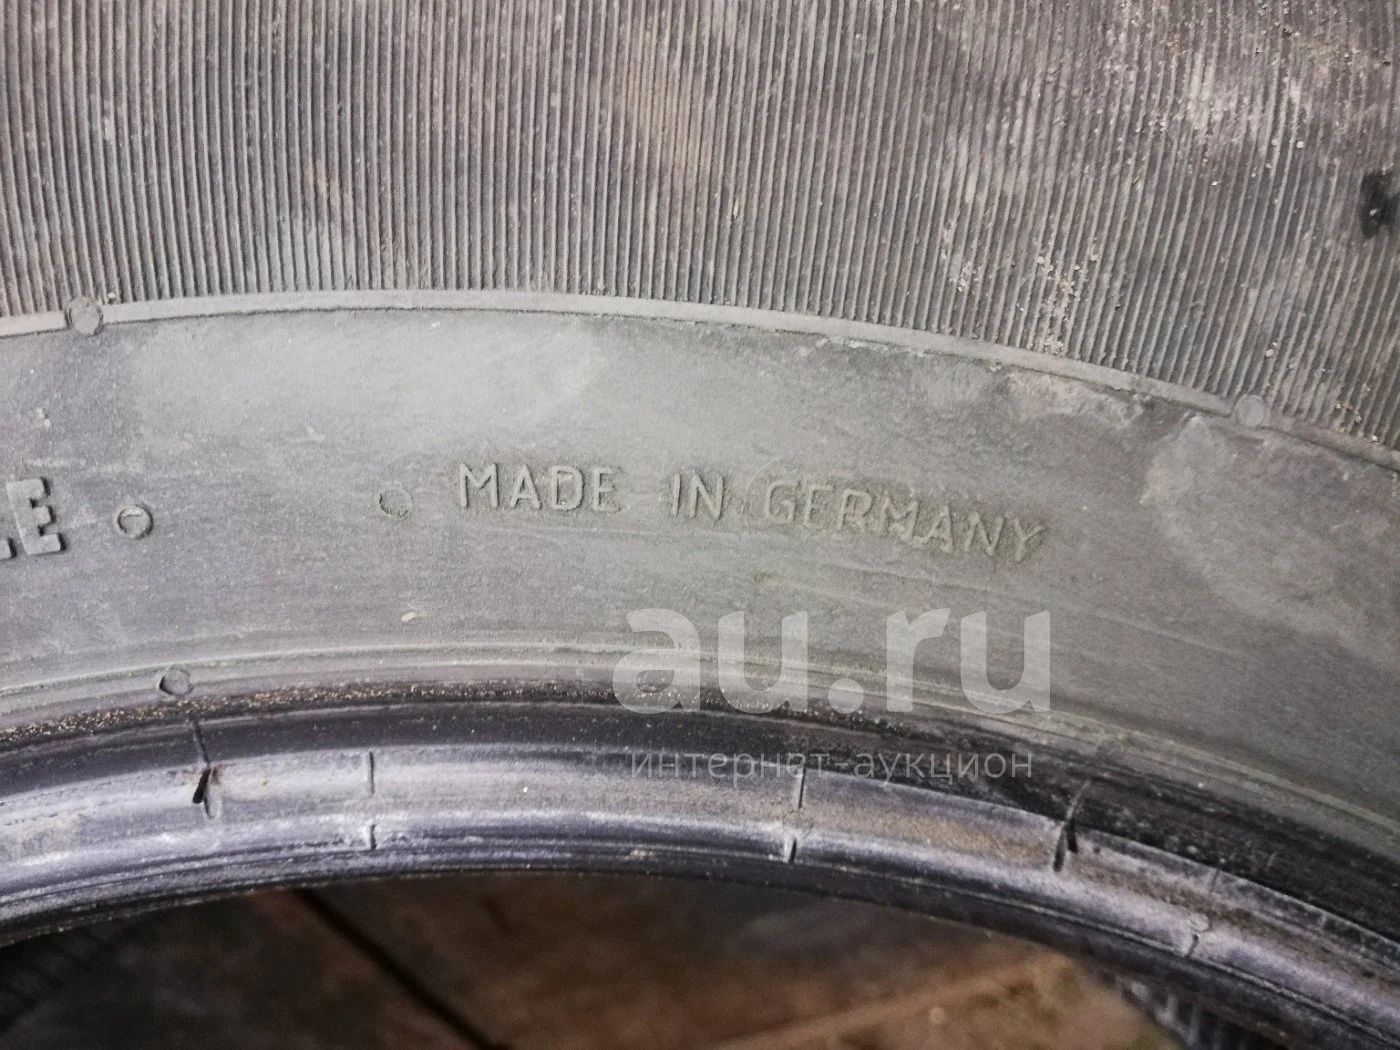 MADE IN GERMANY
au.ru
интернет-аукцион